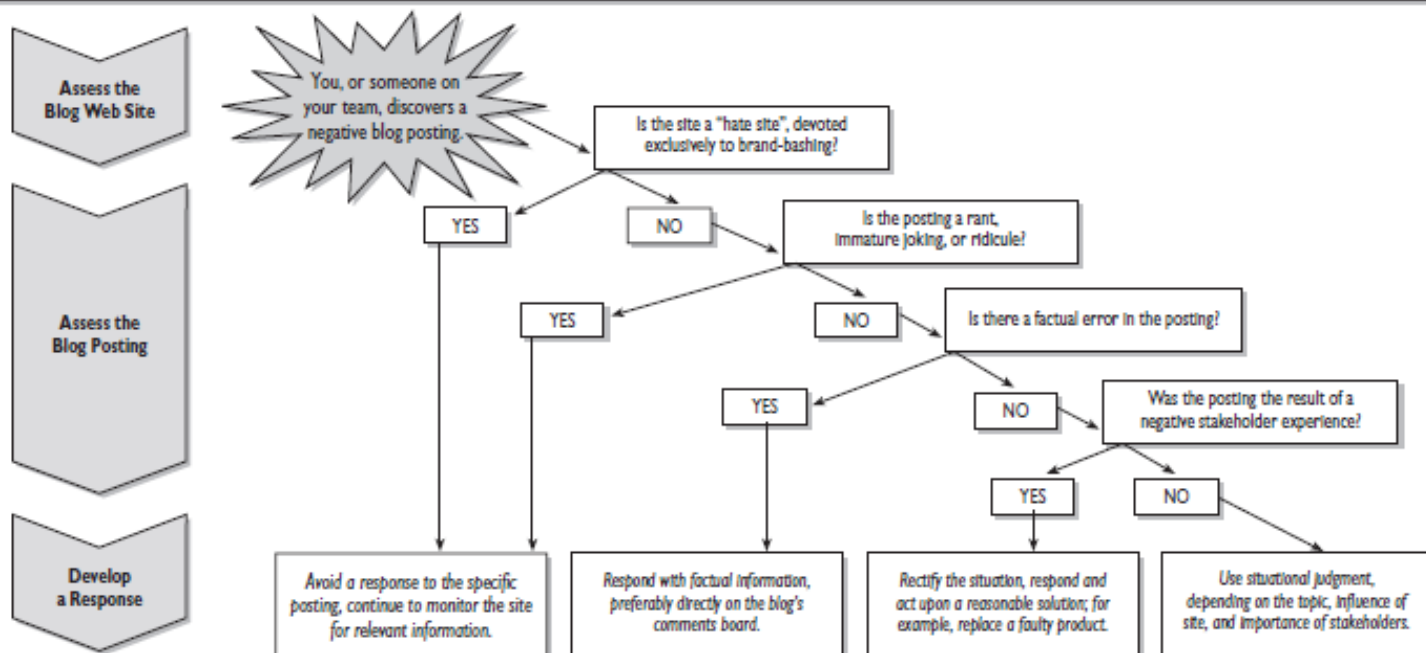 Assess the
Blog Web Site
You, or someone on
your team, discovers a
negative blog posting.
Is the site a "hate site", devoted
exclusively to brand-bashing?
YES
NO
Assess the
Blog Posting
Is the posting a rant,
immature joking, or ridicule?
YES
NO
Is there a factual error in the posting?
YES
NO
Was the posting the result of a
negative stakeholder experience?
YES
NO
Develop
a Response
Avoid a response to the specific
posting, continue to monitor the site
for relevant information.
Respond with factual information,
preferably directly on the blog's
comments board.
Rectify the situation, respond and
act upon a reasonable solution; for
example, replace a faulty product.
Use situational judgment,
depending on the topic, influence of
site, and importance of stakeholders.